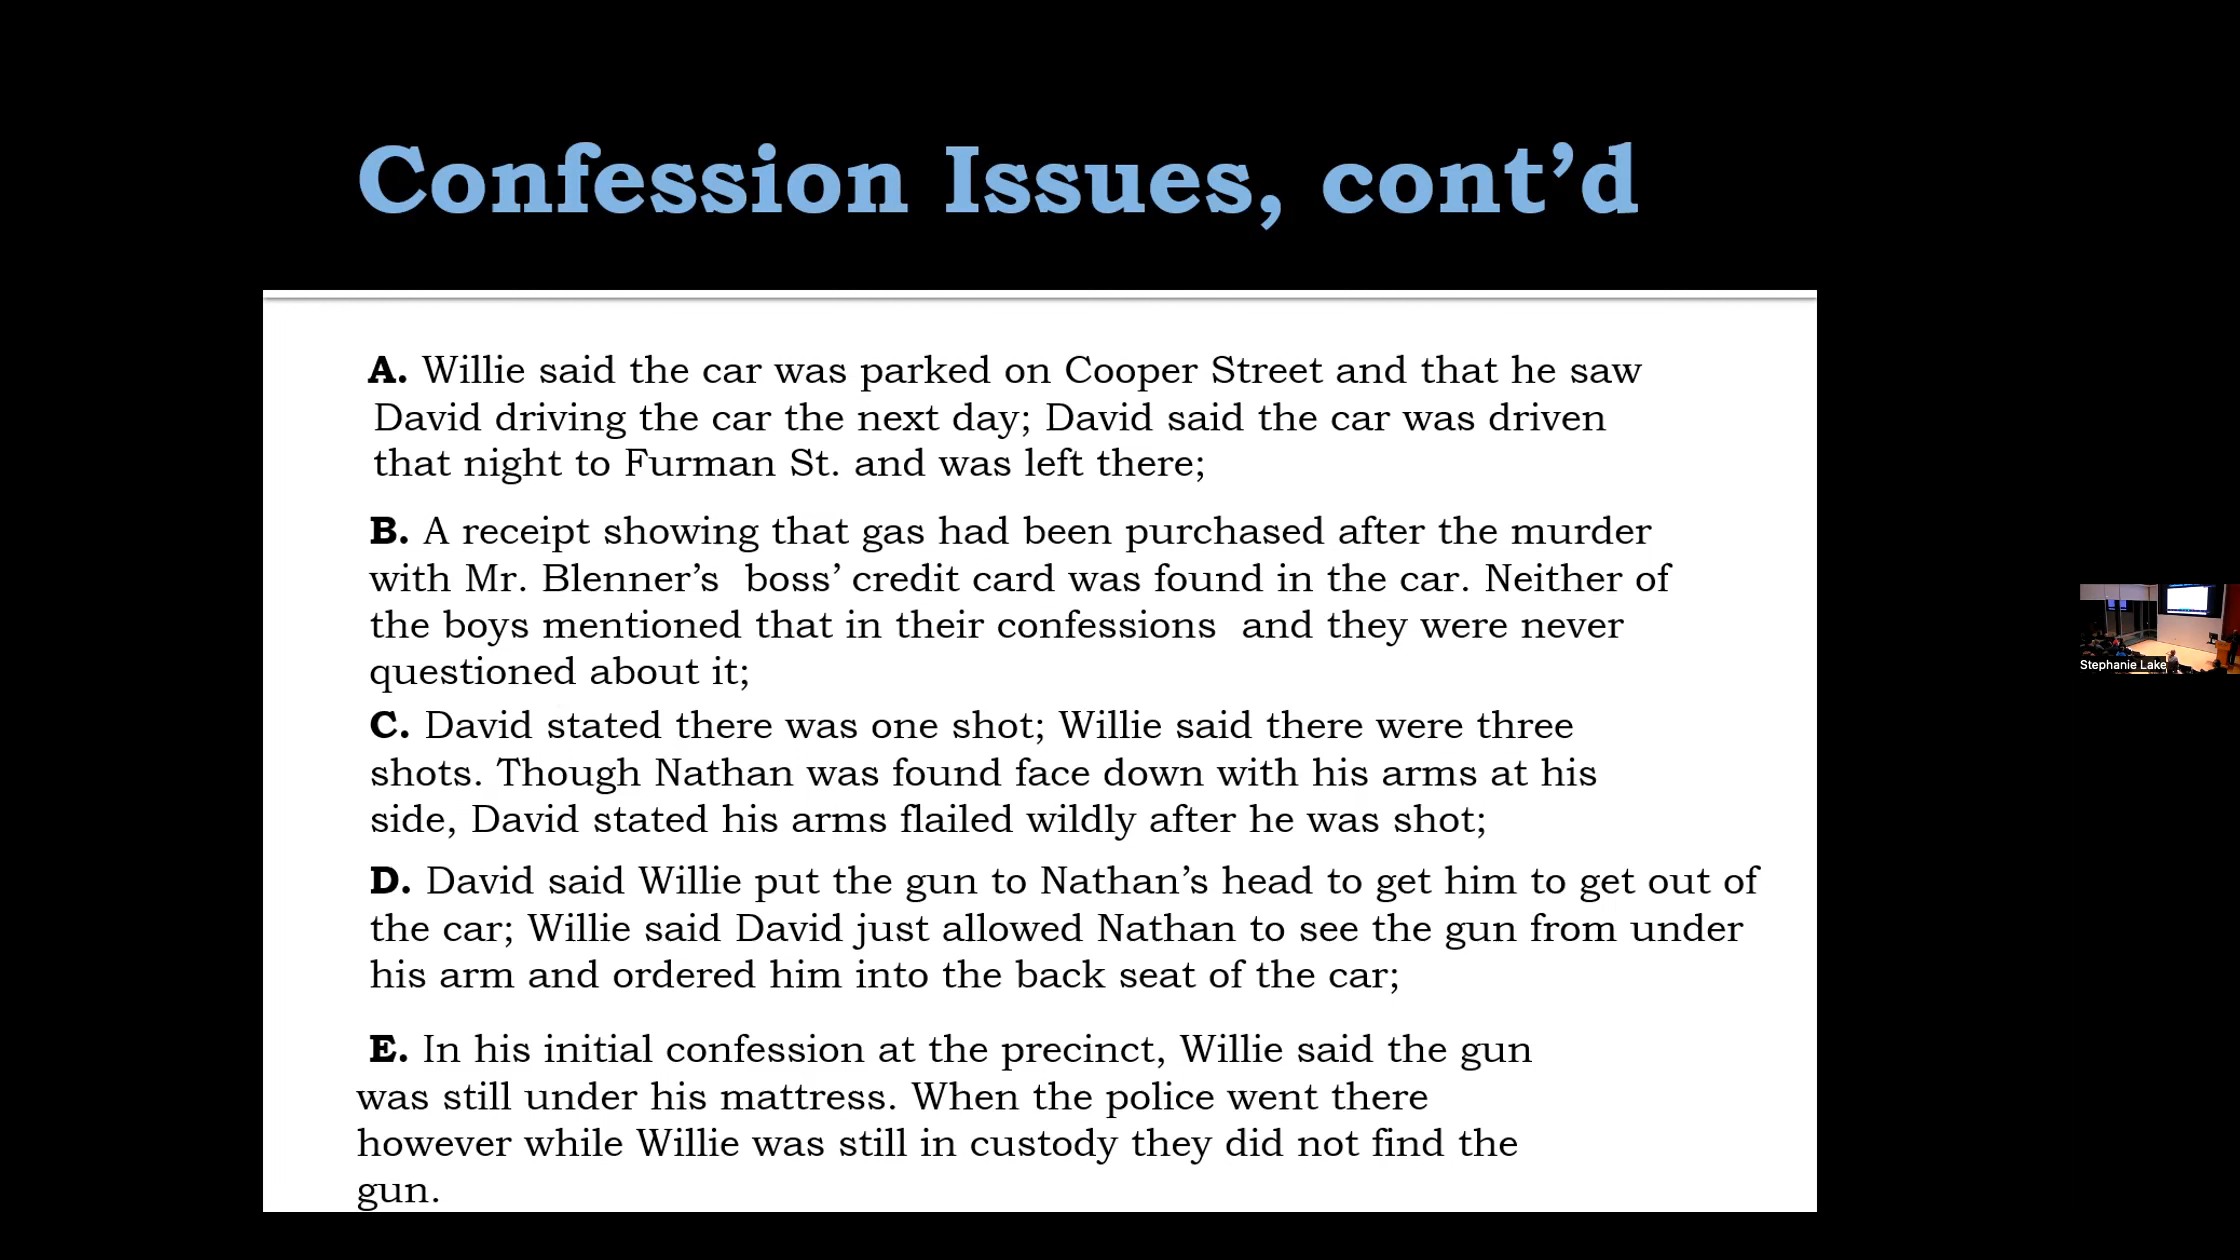 Confession Issues, cont’d
A. Willie said the car was parked on Cooper Street and that he saw
David driving the car the next day; David said the car was driven
that night to Furman St. and was left there;
B. A receipt showing that gas had been purchased after the murder
with Mr. Blenner’s  boss’ credit card was found in the car. Neither of
the boys mentioned that in their confessions  and they were never
questioned about it;
C. David stated there was one shot; Willie said there were three
shots. Though Nathan was found face down with his arms at his
side, David stated his arms flailed wildly after he was shot;
D. David said Willie put the gun to Nathan’s head to get him to get out of
the car; Willie said David just allowed Nathan to see the gun from under
his arm and ordered him into the back seat of the car;
E. In his initial confession at the precinct, Willie said the gun
was still under his mattress. When the police went there
however while Willie was still in custody they did not find the
gun.
Stephanie Lake